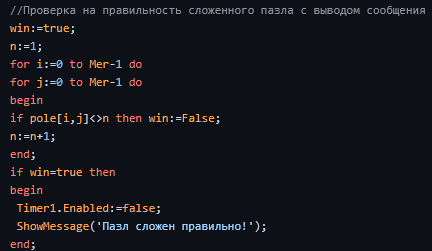 //Проверка на правильность сложенного пазла с выводом сообщения
win:=true;
n:=1;
for i:=0 to Mer-1 do
for j:=0 to Mer-1 do
begin
if pole[i,j]<>n then win:=False;
n:=n+1;
end;
if win=true then
begin
 Timer1.Enabled:=false;
 ShowMessage('Пазл сложен правильно!');
end;